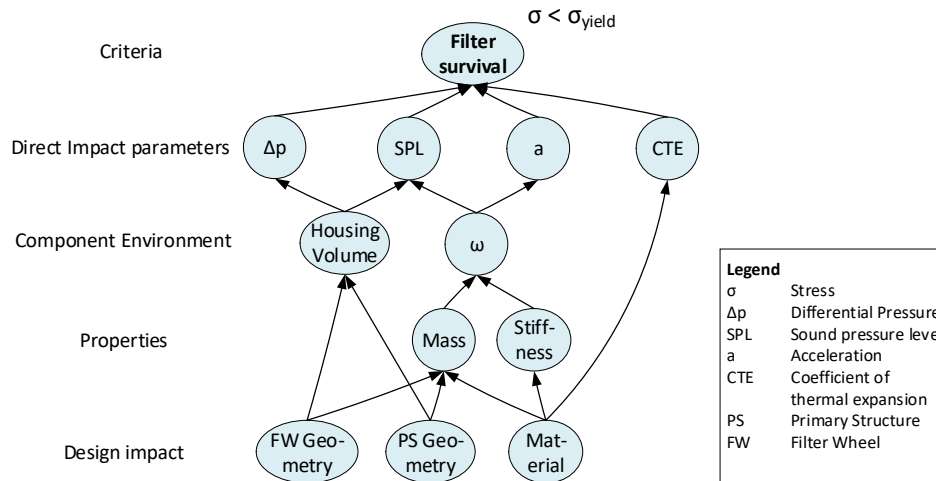 σ < σyield
Criteria
Filter
survival
Direct Impact parameters
Δp
SPL
a
CTE
Component Environment
Housing
Volume
ω
Properties
Mass
Stiff-
ness
Design impact
FW Geo-
metry
PS Geo-
metry
Mat-
erial
Legend
σ Stress
Δp Differential Pressure
SPL Sound pressure leve
a Acceleration
CTE Coefficient of
thermal expansion
PS Primary Structure
FW Filter Wheel